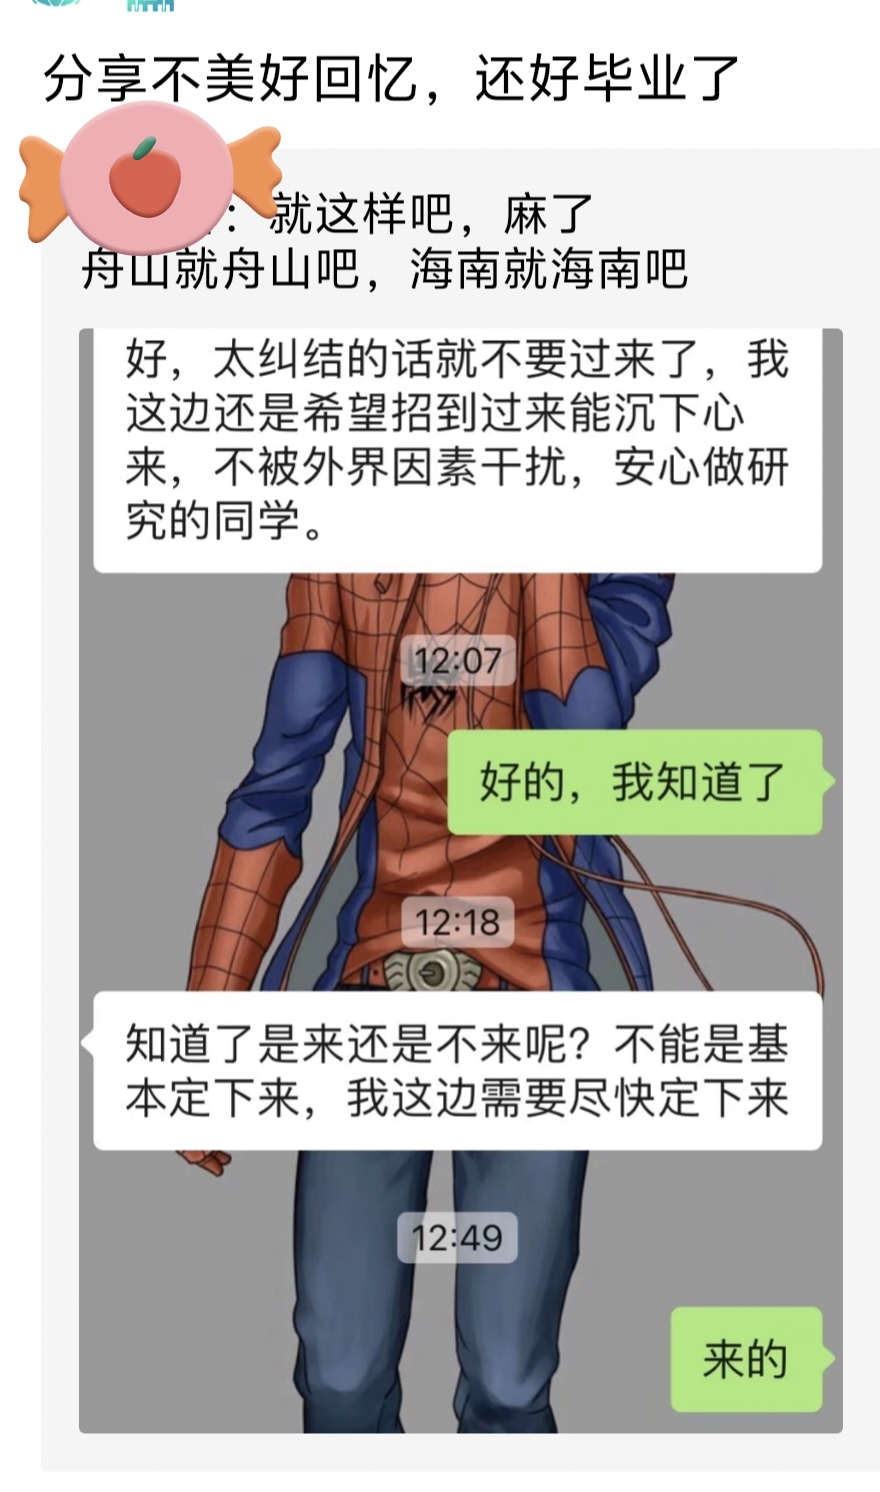 分享不美好回忆，还好毕业了
：就这样吧，麻了
舟山就舟山吧，海南就海南吧
好，太纠结的话就不要过来了，我
这边还是希望招到过来能沉下心
来，不被外界因素干扰，安心做研
究的同学。
12:07
好的，我知道了
12:18
知道了是来还是不来呢？不能是基
本定下来，我这边需要尽快定下来
12:49
来的